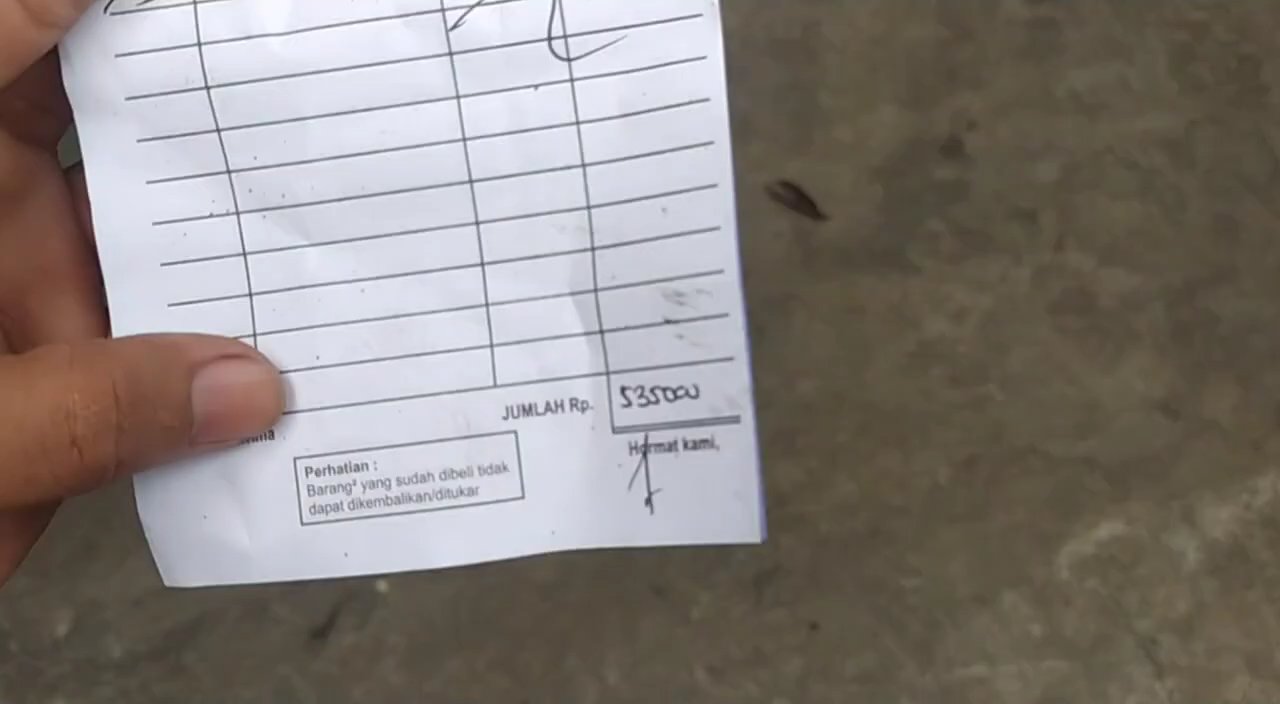 JUMLAH Rp. 535000
Hormat kami,
Perhatian :
Barang² yang sudah dibeli tidak
dapat dikembalikan/ditukar